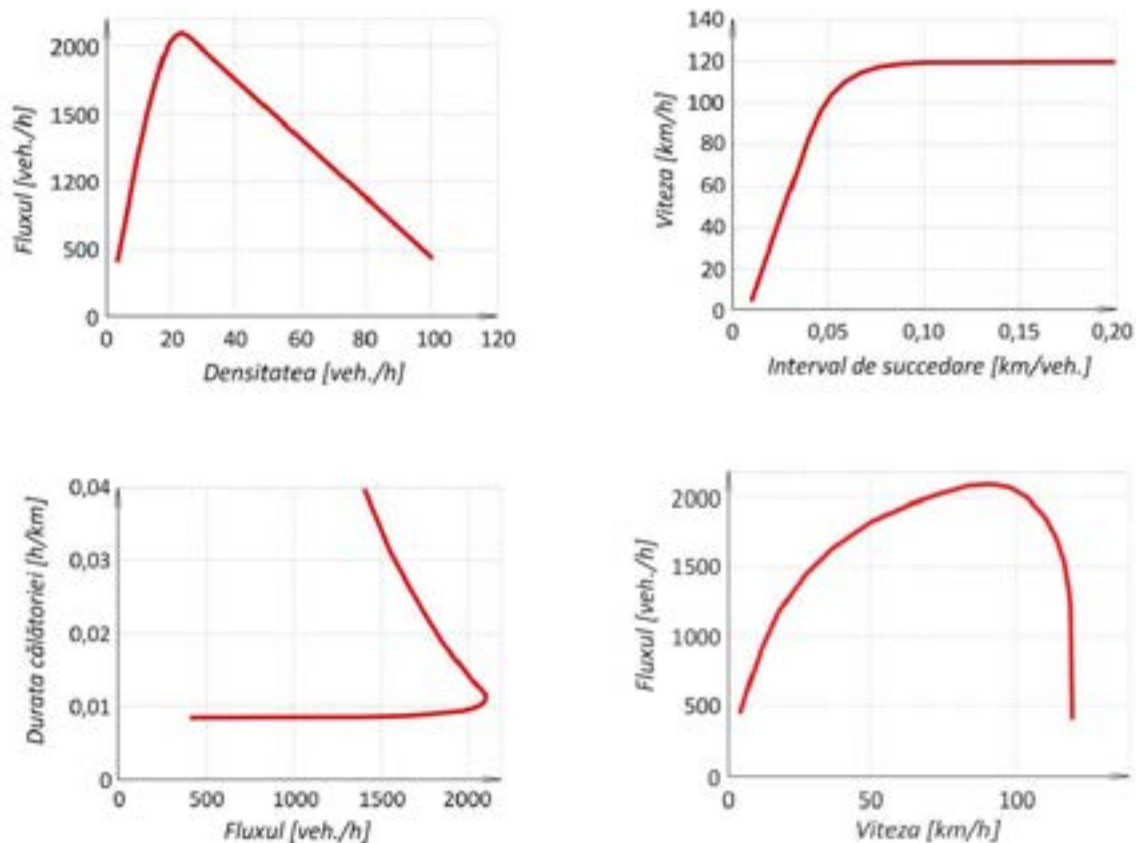 2000
1500
1200
500
0
0 20 40 60 80 100 120
Fluxul [veh./h]
Densitatea [veh./h]
140
120
100
80
60
40
20
0
0 0,05 0,10 0,15 0,20
Viteza [km/h]
Interval de succedare [km/veh.]
0,04
0,03
0,02
0,01
0
0 500 1000 1500 2000
Durata călătoriei [h/km]
Fluxul [veh./h]
2000
1500
1000
500
0
0 50 100
Fluxul [veh./h]
Viteza [km/h]